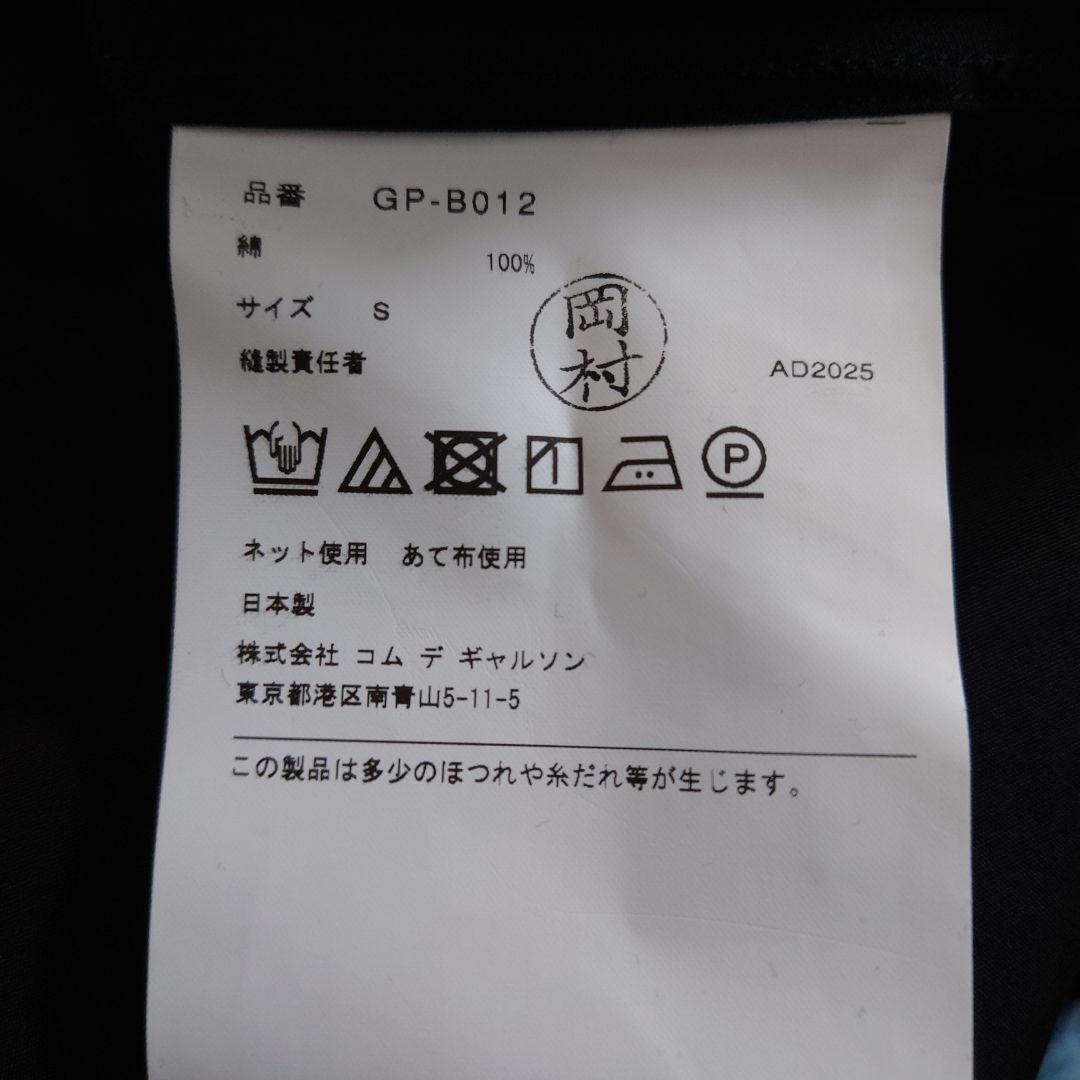 品番 GP-B012
綿 100%
サイズ S
縫製責任者 岡村 AD2025
P
ネット使用 あて布使用
日本製
株式会社 コム デ ギャルソン
東京都港区南青山5-11-5
この製品は多少のほつれや糸だれ等が生じます。